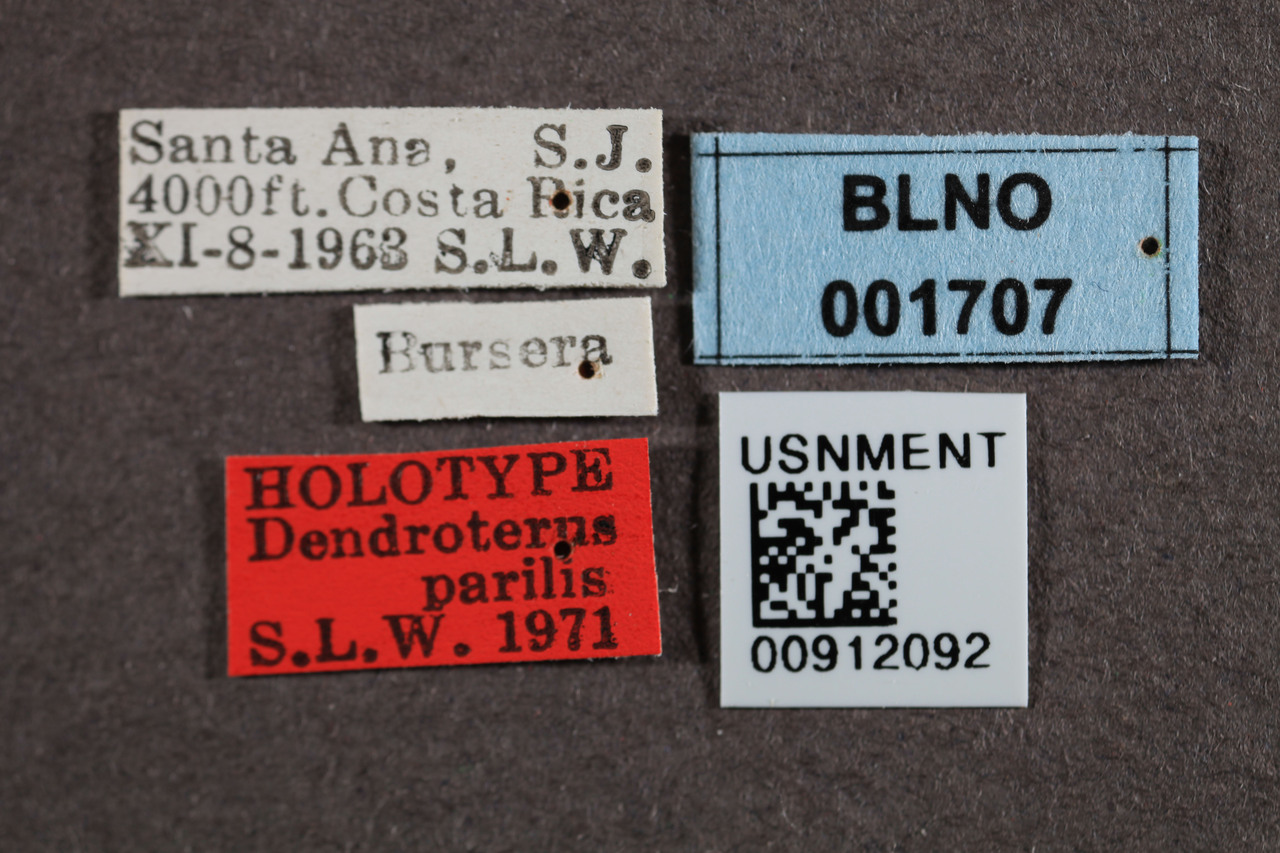 Santa Ana, S.J.
4000ft. Costa Rica
XI-8-1963 S.L.W.
Bursera
HOLOTYPE
Dendroterus
parilis
S.L.W. 1971
BLNO
001707
USNMENT
00912092